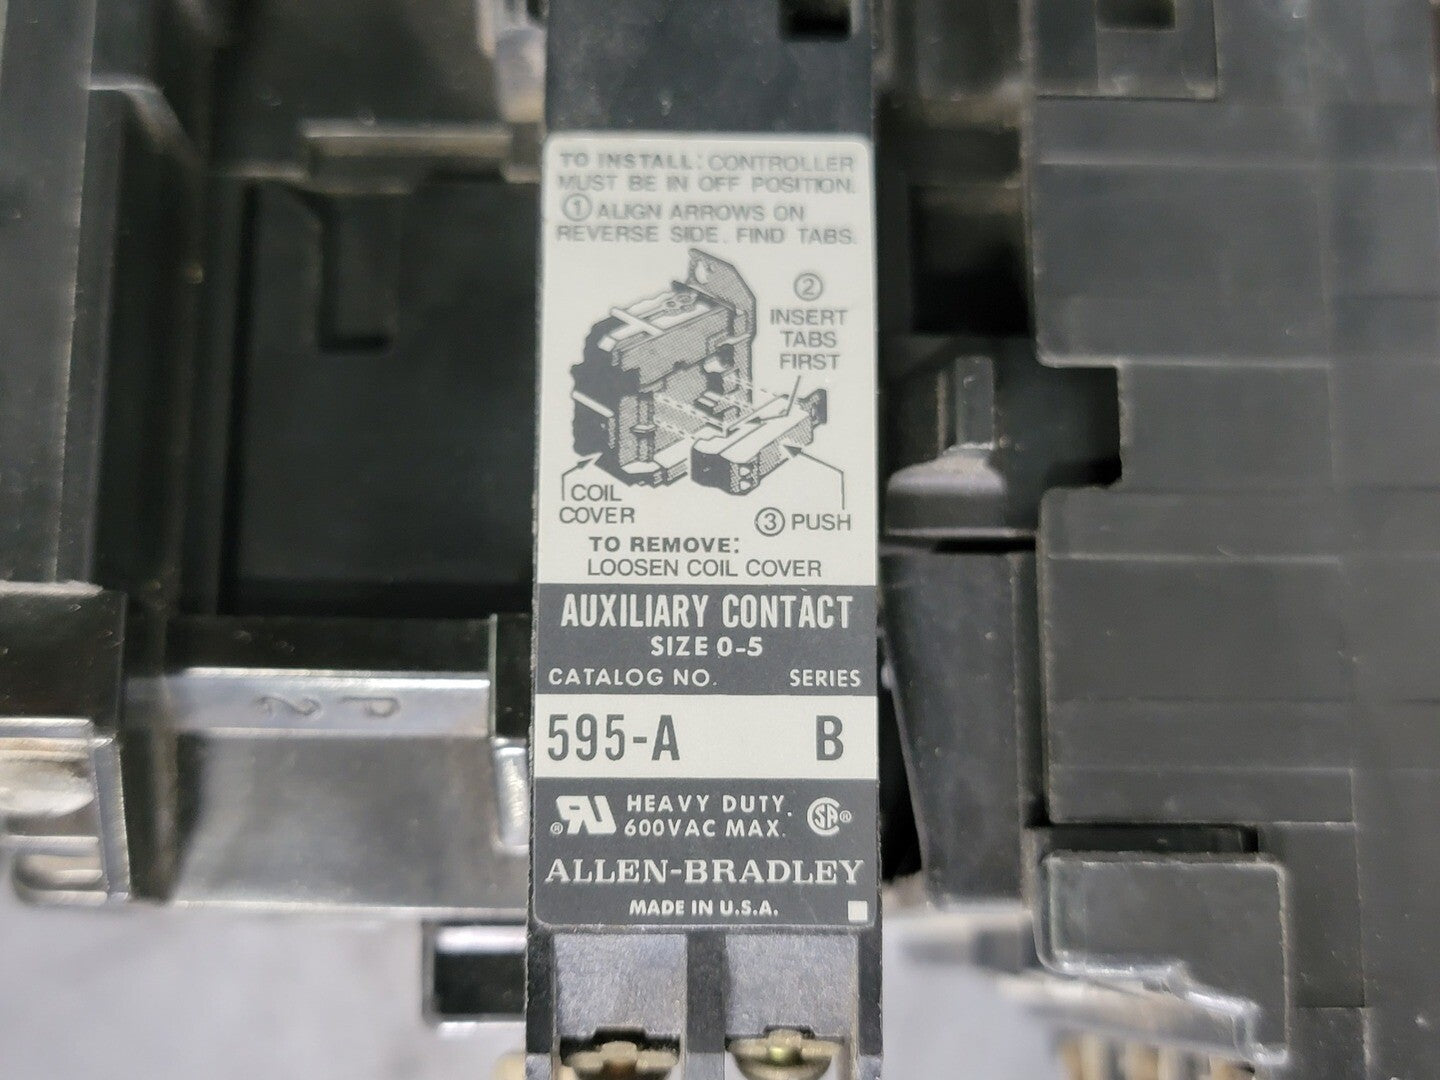 TO INSTALL: CONTROLLER
MUST BE IN OFF POSITION.
① ALIGN ARROWS ON
REVERSE SIDE. FIND TABS.
②
INSERT
TABS
FIRST
COIL
COVER
③ PUSH
TO REMOVE:
LOOSEN COIL COVER
AUXILIARY CONTACT
SIZE 0-5
CATALOG NO. SERIES
595-A B
HEAVY DUTY.
600VAC MAX.
ALLEN-BRADLEY
MADE IN U.S.A.
P2